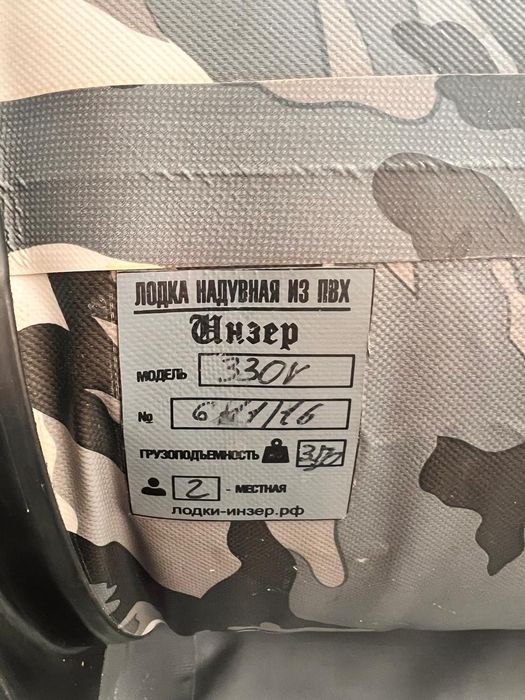 ЛОДКА НАДУВНАЯ ИЗ ПВХ
Инзер
МОДЕЛЬ 330V
№
ГРУЗОПОДЪЕМНОСТЬ
2 - МЕСТНАЯ
лодки-инзер.рф